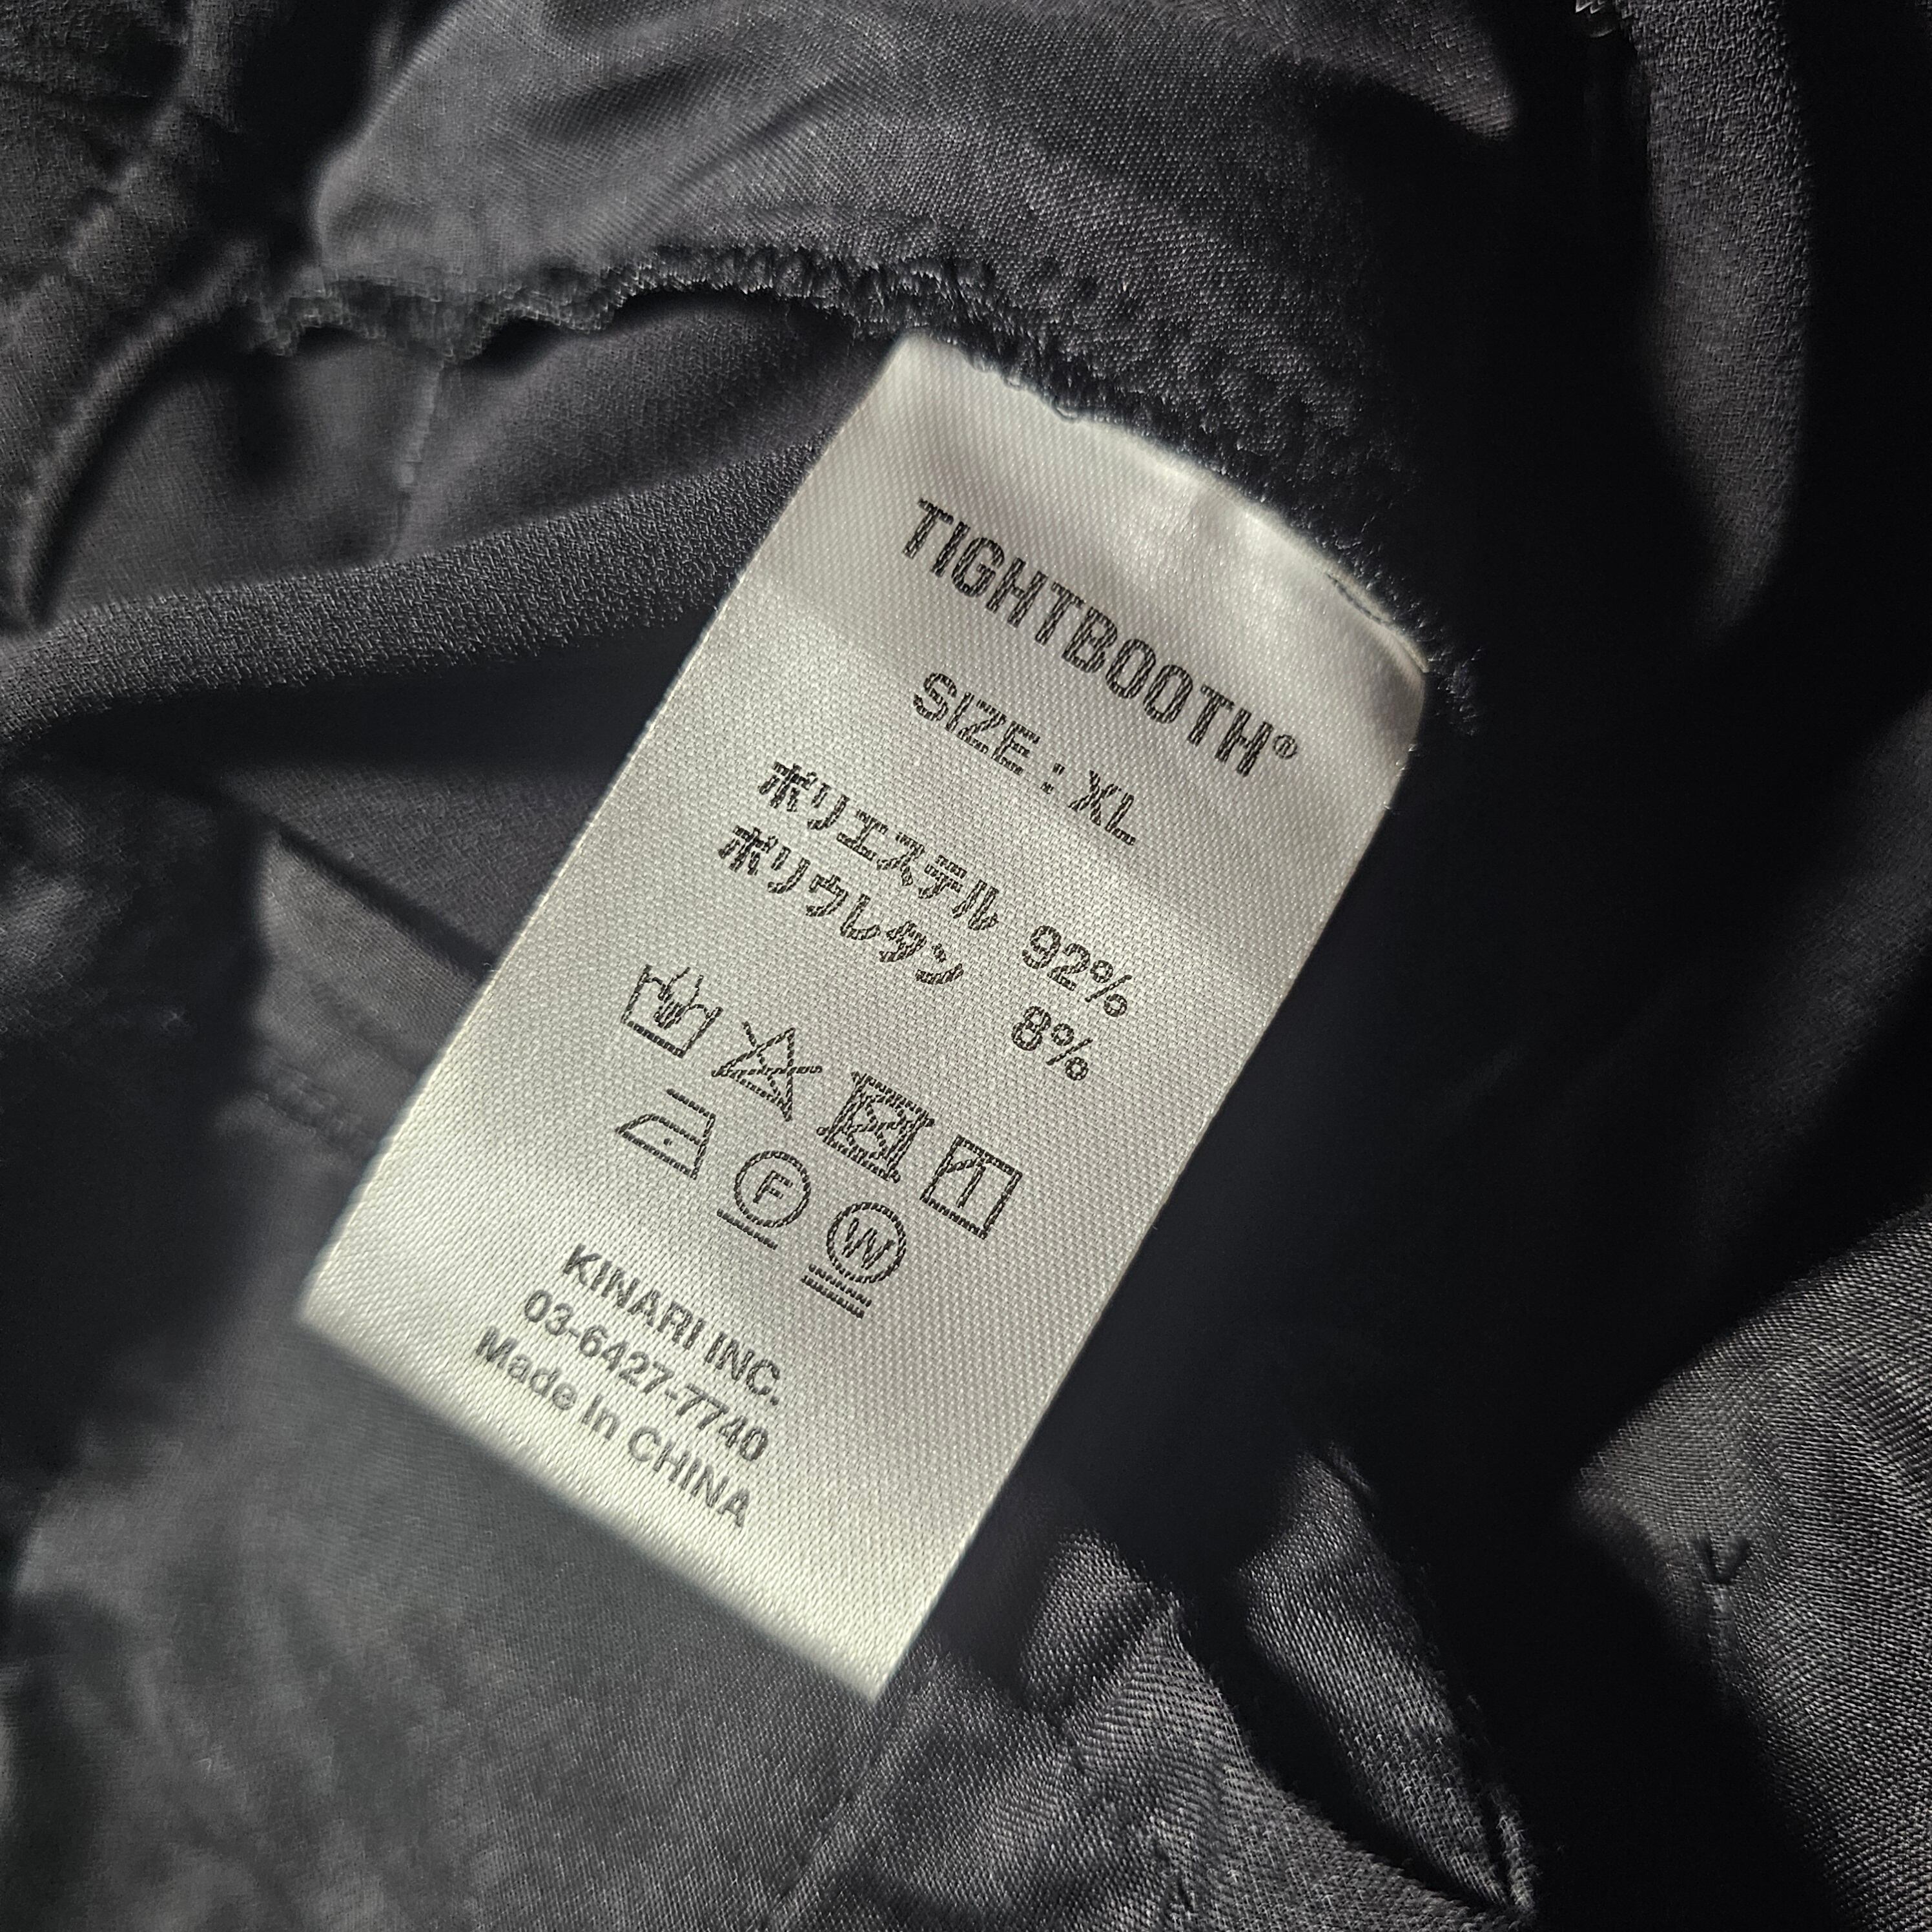 TIGHTBOOTH®
SIZE : XL
ポリエステル 92%
ポリウレタン 8%
F W
KINARI INC.
03-6427-7740
Made In CHINA